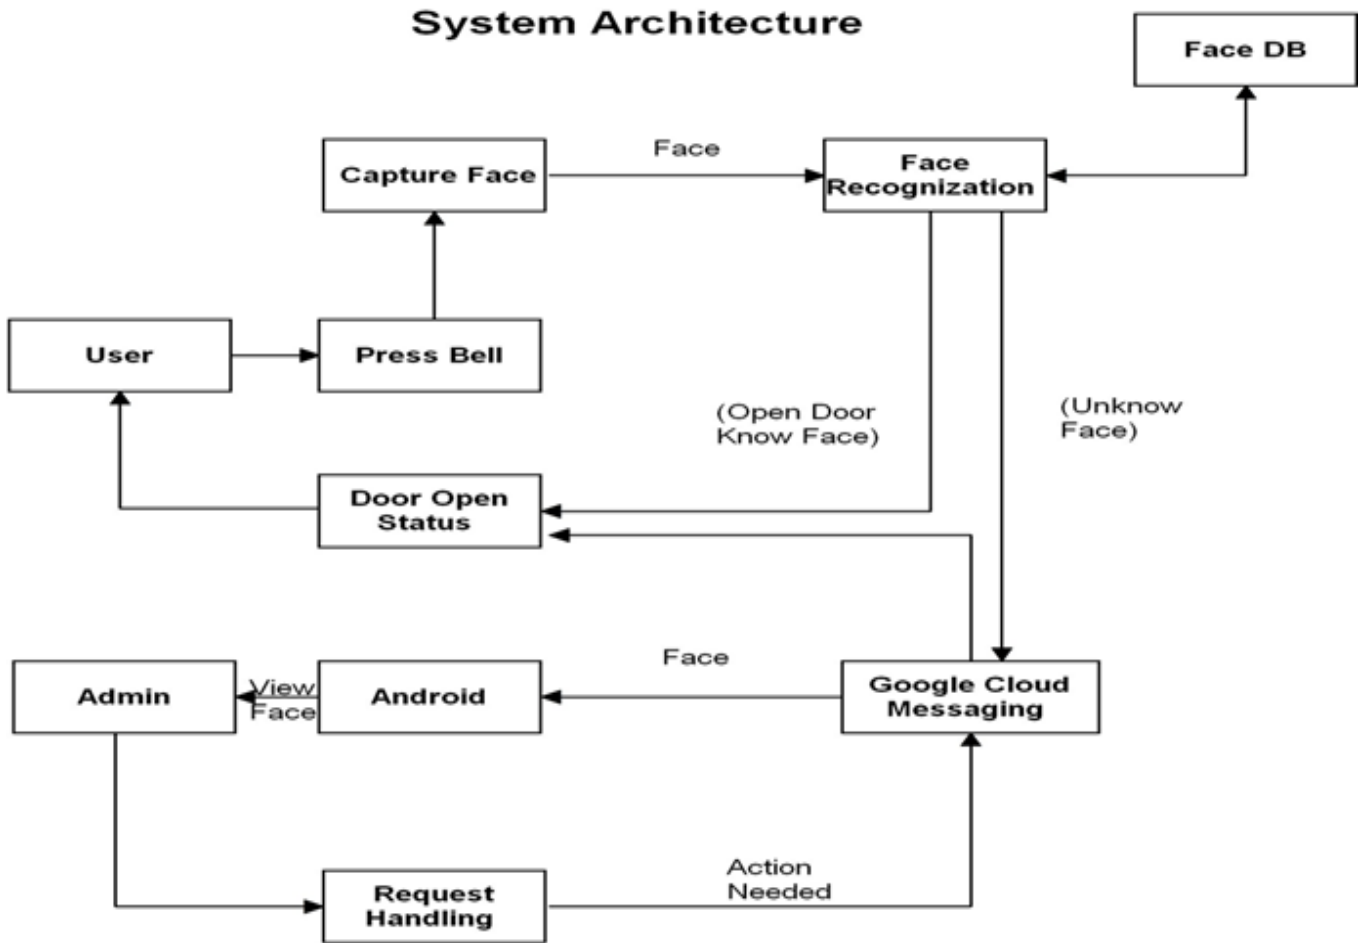 System Architecture
Face DB
Face
Capture Face
Face
Recognization
User
Press Bell
(Open Door
Know Face)
(Unknow
Face)
Door Open
Status
Face
Admin
View
Face
Android
Google Cloud
Messaging
Action
Needed
Request
Handling